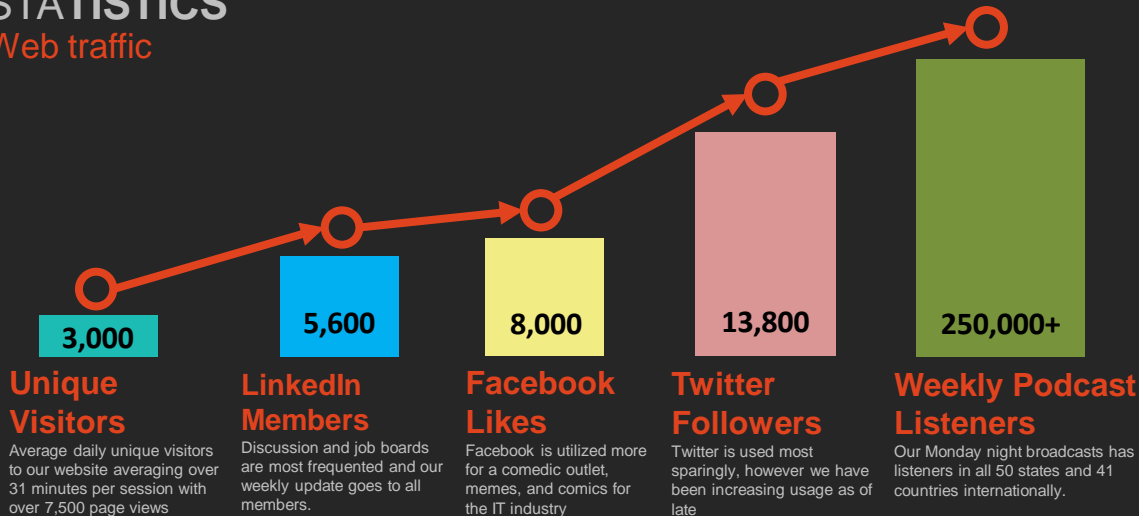 STATISTICS
Web traffic
3,000
5,600
8,000
13,800
250,000+
Unique
Visitors
Average daily unique visitors
to our website averaging over
31 minutes per session with
over 7,500 page views
LinkedIn
Members
Discussion and job boards
are most frequented and our
weekly update goes to all
members.
Facebook
Likes
Facebook is utilized more
for a comedic outlet,
memes, and comics for
the IT industry
Twitter
Followers
Twitter is used most
sparingly, however we have
been increasing usage as of
late
Weekly Podcast
Listeners
Our Monday night broadcasts has
listeners in all 50 states and 41
countries internationally.